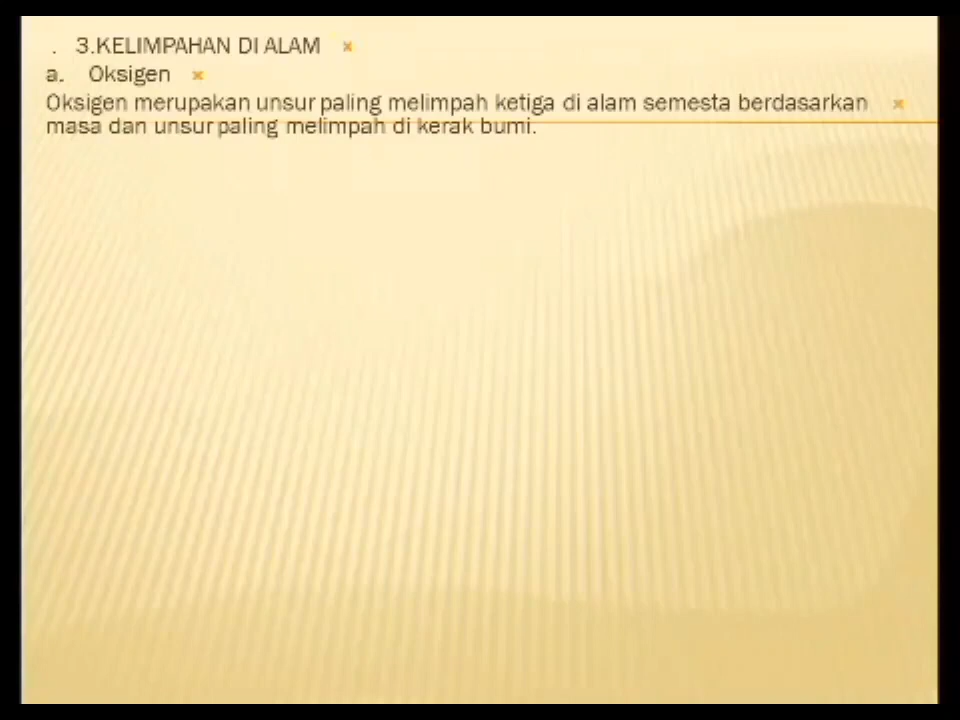 . 3.KELIMPAHAN DI ALAM
a. Oksigen
Oksigen merupakan unsur paling melimpah ketiga di alam semesta berdasarkan
masa dan unsur paling melimpah di kerak bumi.